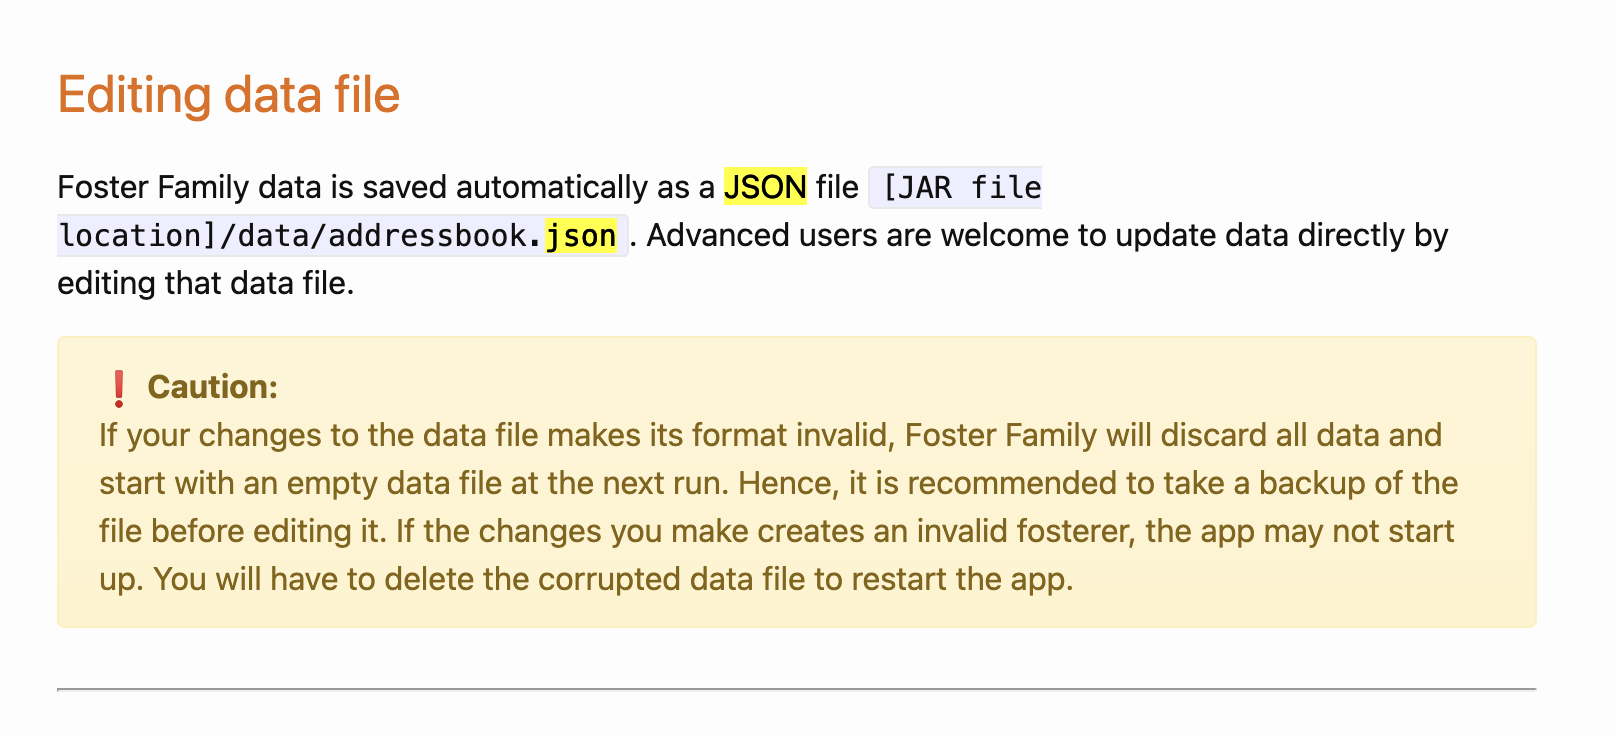 Editing data file
Foster Family data is saved automatically as a JSON file [JAR file
location]/data/addressbook.json . Advanced users are welcome to update data directly by
editing that data file.
❗ Caution:
If your changes to the data file makes its format invalid, Foster Family will discard all data and
start with an empty data file at the next run. Hence, it is recommended to take a backup of the
file before editing it. If the changes you make creates an invalid fosterer, the app may not start
up. You will have to delete the corrupted data file to restart the app.